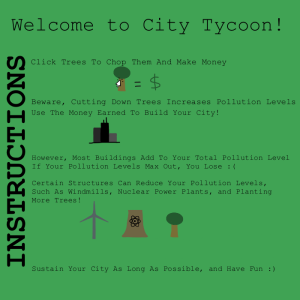 Welcome to City Tycoon!
INSTRUCTIONS
Click Trees To Chop Them And Make Money
= $
Beware, Cutting Down Trees Increases Pollution Levels
Use The Money Earned To Build Your City!
However, Most Buildings Add To Your Total Pollution Level
If Your Pollution Levels Max Out, You Lose :(
Certain Structures Can Reduce Your Pollution Levels,
Such As Windmills, Nuclear Power Plants, and Planting
More Trees!
Sustain Your City As Long As Possible, and Have Fun :)